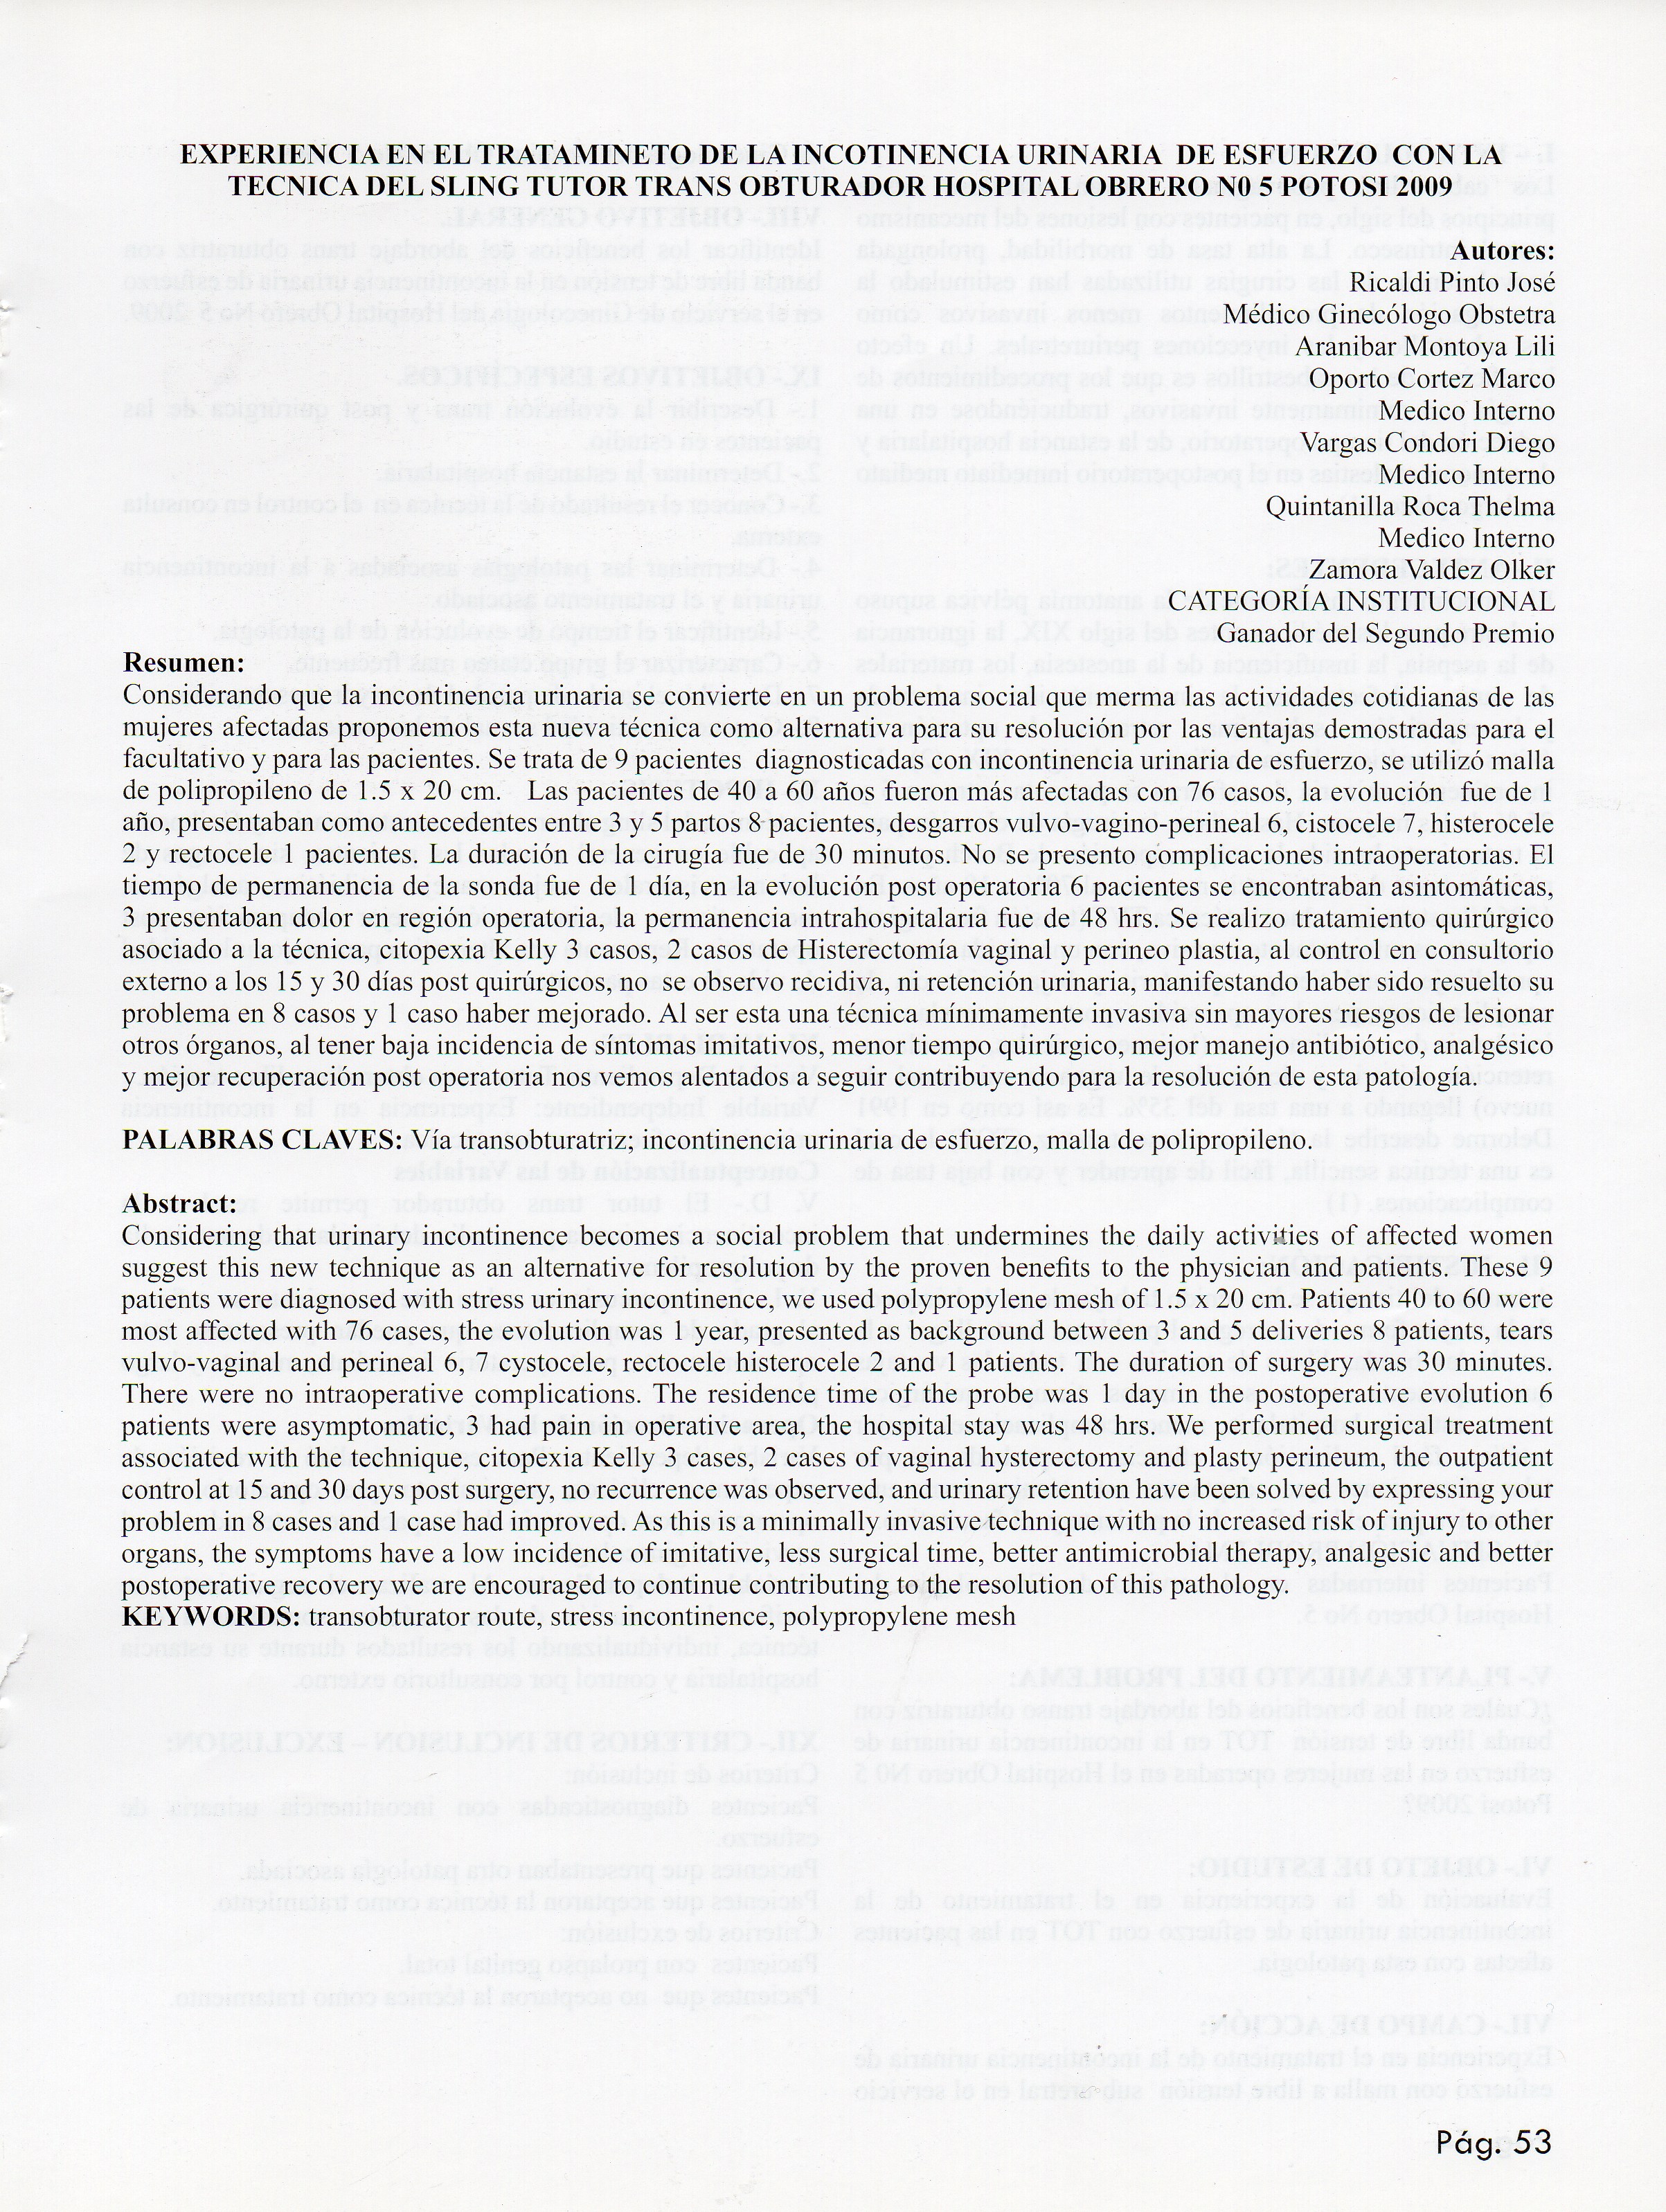 EXPERIENCIA EN EL TRATAMINETO DE LA INCOTINENCIA URINARIA DE ESFUERZO CON LA
TECNICA DEL SLING TUTOR TRANS OBTURADOR HOSPITAL OBRERO N0 5 POTOSI 2009
Autores:
Ricaldi Pinto José
Médico Ginecólogo Obstetra
Aranibar Montoya Lili
Oporto Cortez Marco
Medico Interno
Vargas Condori Diego
Medico Interno
Quintanilla Roca Thelma
Medico Interno
Zamora Valdez Olker
CATEGORÍA INSTITUCIONAL
Ganador del Segundo Premio
Resumen:
Considerando que la incontinencia urinaria se convierte en un problema social que merma las actividades cotidianas de las
mujeres afectadas proponemos esta nueva técnica como alternativa para su resolución por las ventajas demostradas para el
facultativo y para las pacientes. Se trata de 9 pacientes diagnosticadas con incontinencia urinaria de esfuerzo, se utilizó malla
de polipropileno de 1.5 x 20 cm. Las pacientes de 40 a 60 años fueron más afectadas con 76 casos, la evolución fue de 1
año, presentaban como antecedentes entre 3 y 5 partos 8 pacientes, desgarros vulvo-vagino-perineal 6, cistocele 7, histerocele
2 y rectocele 1 pacientes. La duración de la cirugía fue de 30 minutos. No se presento complicaciones intraoperatorias. El
tiempo de permanencia de la sonda fue de 1 día, en la evolución post operatoria 6 pacientes se encontraban asintomáticas,
3 presentaban dolor en región operatoria, la permanencia intrahospitalaria fue de 48 hrs. Se realizo tratamiento quirúrgico
asociado a la técnica, citopexia Kelly 3 casos, 2 casos de Histerectomía vaginal y perineo plastia, al control en consultorio
externo a los 15 y 30 días post quirúrgicos, no se observo recidiva, ni retención urinaria, manifestando haber sido resuelto su
problema en 8 casos y 1 caso haber mejorado. Al ser esta una técnica mínimamente invasiva sin mayores riesgos de lesionar
otros órganos, al tener baja incidencia de síntomas imitativos, menor tiempo quirúrgico, mejor manejo antibiótico, analgésico
y mejor recuperación post operatoria nos vemos alentados a seguir contribuyendo para la resolución de esta patología.
PALABRAS CLAVES: Vía transobturatriz; incontinencia urinaria de esfuerzo, malla de polipropileno.
Abstract:
Considering that urinary incontinence becomes a social problem that undermines the daily activities of affected women
suggest this new technique as an alternative for resolution by the proven benefits to the physician and patients. These 9
patients were diagnosed with stress urinary incontinence, we used polypropylene mesh of 1.5 x 20 cm. Patients 40 to 60 were
most affected with 76 cases, the evolution was 1 year, presented as background between 3 and 5 deliveries 8 patients, tears
vulvo-vaginal and perineal 6, 7 cystocele, rectocele histerocele 2 and 1 patients. The duration of surgery was 30 minutes.
There were no intraoperative complications. The residence time of the probe was 1 day in the postoperative evolution 6
patients were asymptomatic, 3 had pain in operative area, the hospital stay was 48 hrs. We performed surgical treatment
associated with the technique, citopexia Kelly 3 cases, 2 cases of vaginal hysterectomy and plasty perineum, the outpatient
control at 15 and 30 days post surgery, no recurrence was observed, and urinary retention have been solved by expressing your
problem in 8 cases and 1 case had improved. As this is a minimally invasive technique with no increased risk of injury to other
organs, the symptoms have a low incidence of imitative, less surgical time, better antimicrobial therapy, analgesic and better
postoperative recovery we are encouraged to continue contributing to the resolution of this pathology.
KEYWORDS: transobturator route, stress incontinence, polypropylene mesh
Pág. 53